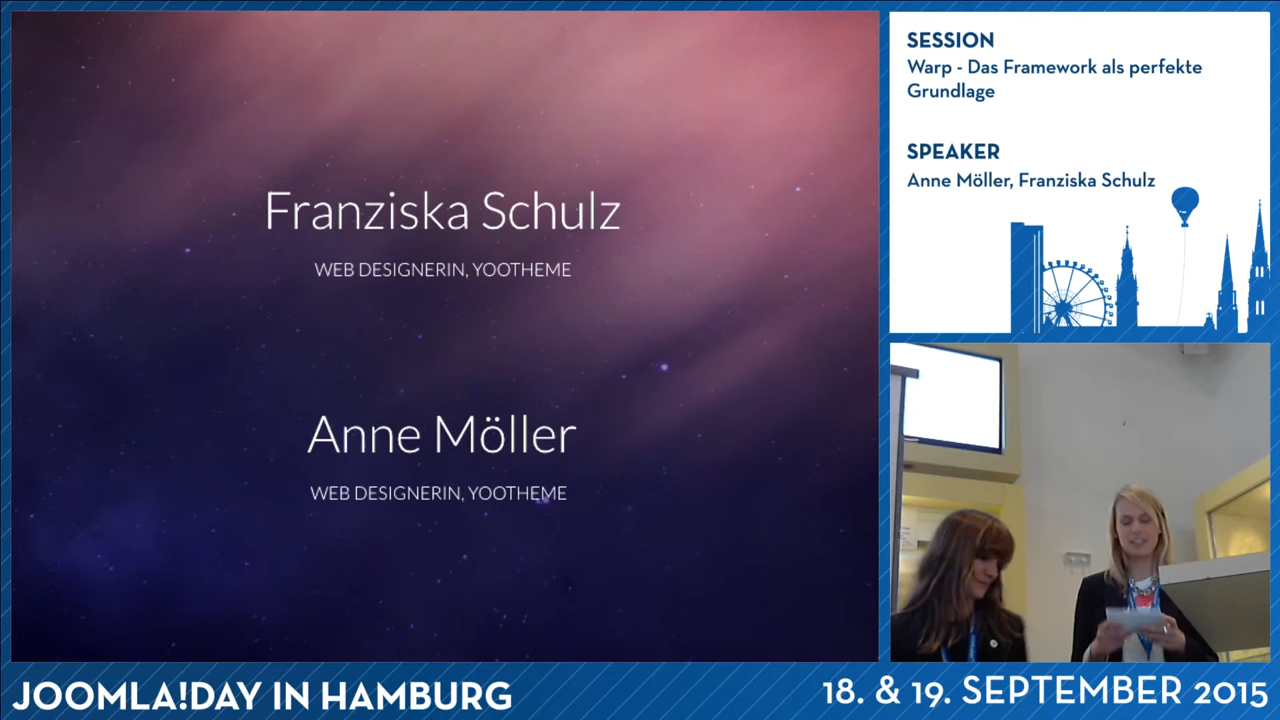 Franziska Schulz
WEB DESIGNERIN, YOOTHEME
Anne Möller
WEB DESIGNERIN, YOOTHEME
SESSION
Warp - Das Framework als perfekte
Grundlage
SPEAKER
Anne Möller, Franziska Schulz
JOOMLA!DAY IN HAMBURG
18. & 19. SEPTEMBER 2015